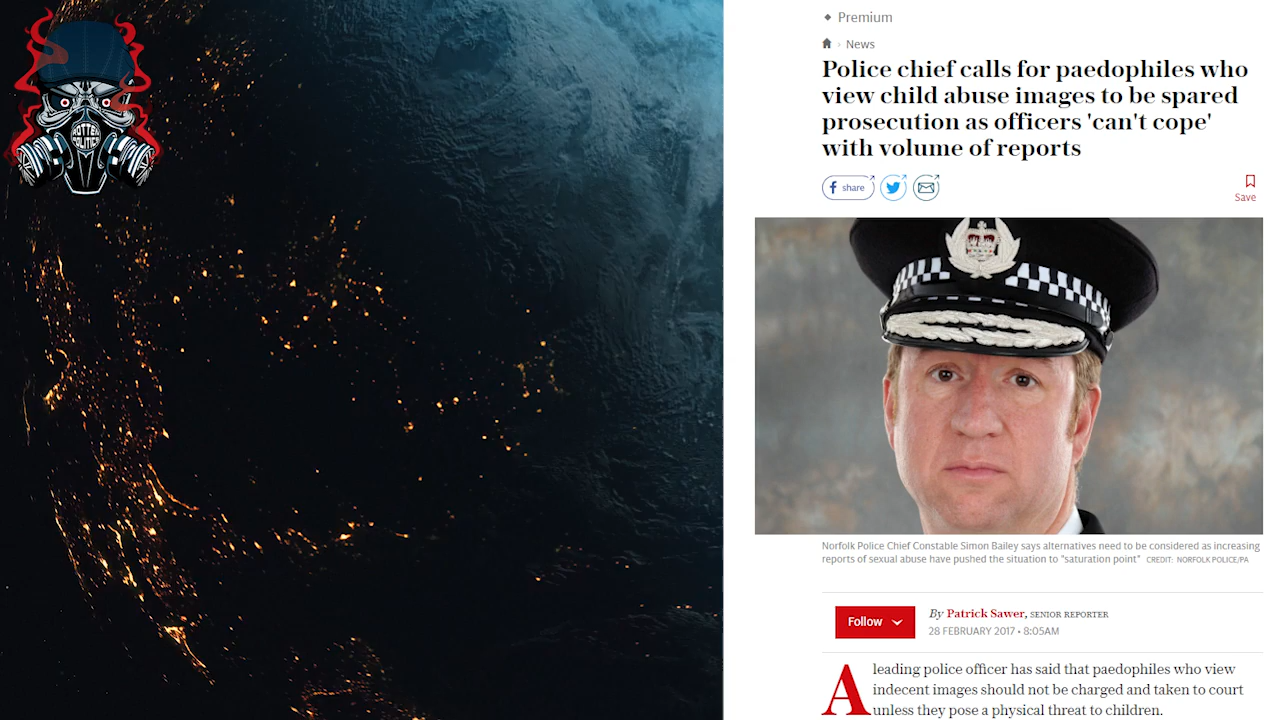 ROTTEN
POLITICS
Premium
News
Police chief calls for paedophiles who
view child abuse images to be spared
prosecution as officers 'can't cope'
with volume of reports
share
Save
Norfolk Police Chief Constable Simon Bailey says alternatives need to be considered as increasing
reports of sexual abuse have pushed the situation to "saturation point" CREDIT: NORFOLK POLICE/PA
Follow
By Patrick Sawer, SENIOR REPORTER
28 FEBRUARY 2017 • 8:05AM
A leading police officer has said that paedophiles who view
indecent images should not be charged and taken to court
unless they pose a physical threat to children.